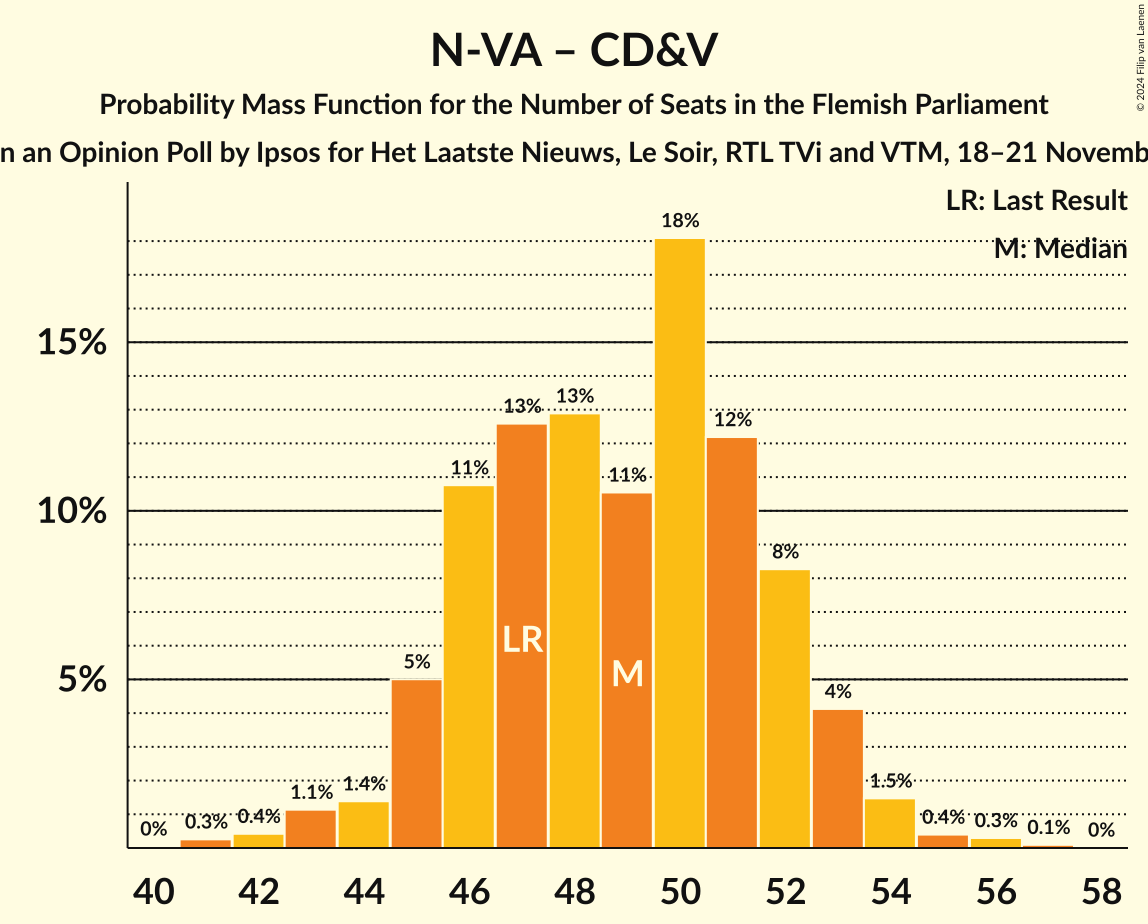 N-VA – CD&V
Probability Mass Function for the Number of Seats in the Flemish Parliament
n an Opinion Poll by Ipsos for Het Laatste Nieuws, Le Soir, RTL TVi and VTM, 18–21 Novemb
© 2024 Filip van Laenen
LR: Last Result
M: Median
18%
15%
13%
13%
12%
11%
11%
10%
8%
LR
M
5%
5%
4%
0%
0.3%
0.4%
1.1%
1.4%
1.5%
0.4%
0.3%
0.1%
0%
40 42 44 46 48 50 52 54 56 58